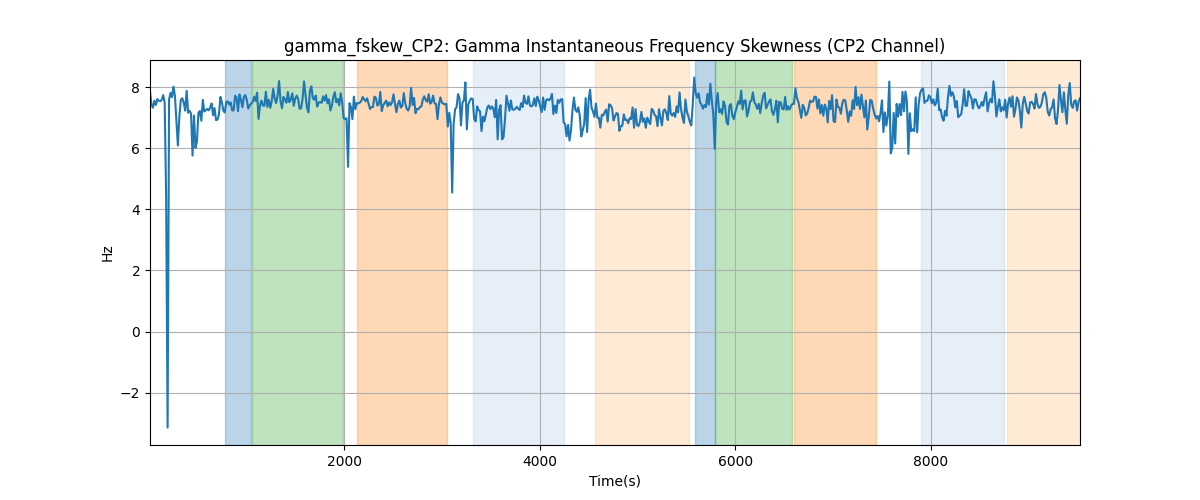 gamma_fskew_CP2: Gamma Instantaneous Frequency Skewness (CP2 Channel)
8
6
4
2
0
−2
Hz
2000 4000 6000 8000
Time(s)